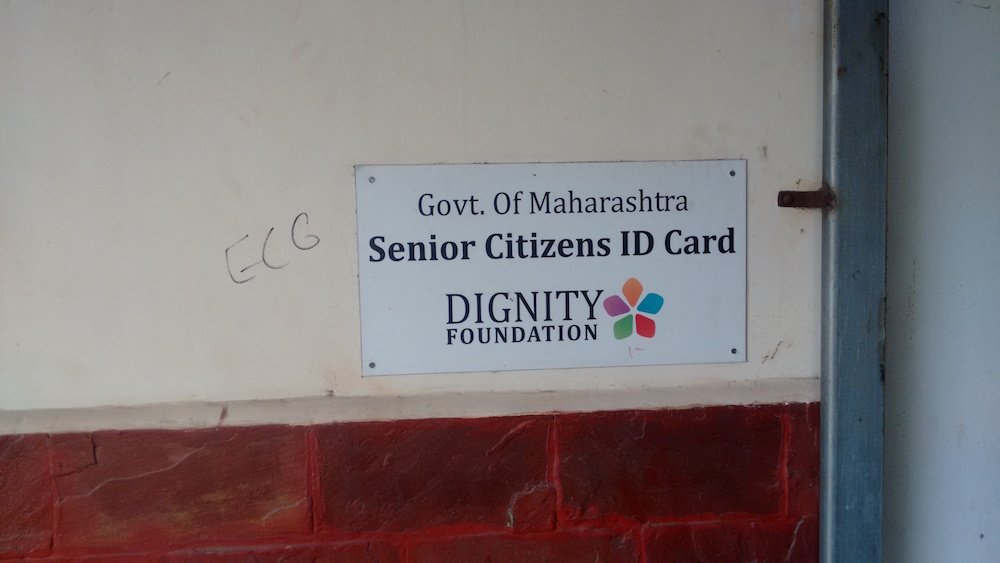 ECG
Govt. Of Maharashtra
Senior Citizens ID Card
DIGNITY
FOUNDATION